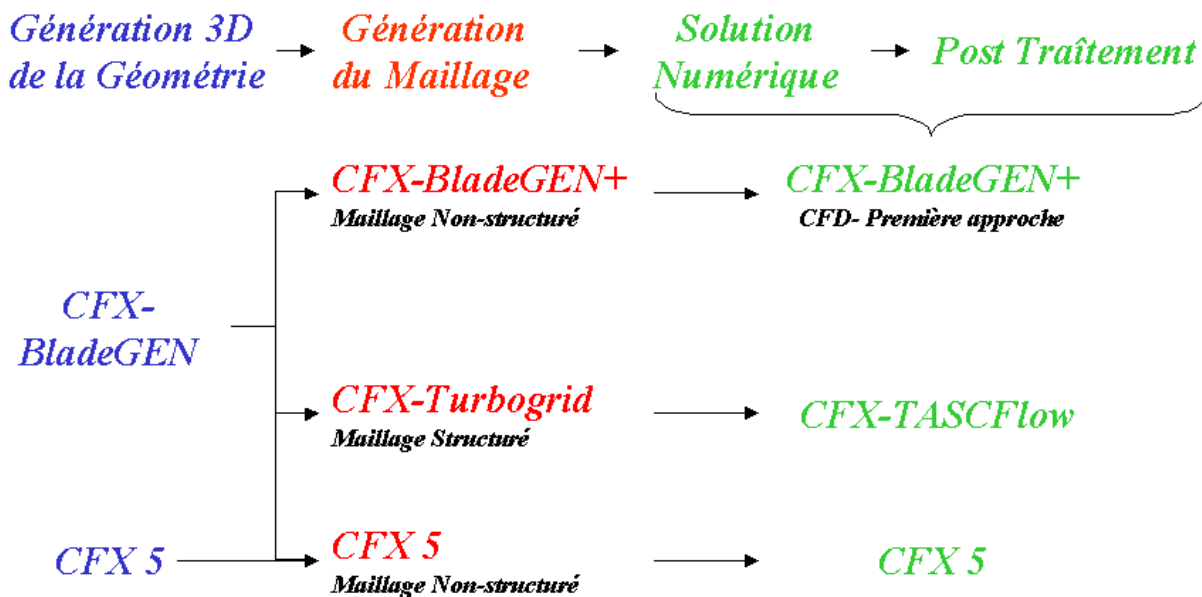 Génération 3D
de la Géométrie
Génération
du Maillage
Solution
Numérique
Post Traîtement
CFX-BladeGEN+
Maillage Non-structuré
CFX-BladeGEN+
CFD- Première approche
CFX-
BladeGEN
CFX-Turbogrid
Maillage Structuré
CFX-TASCFlow
CFX 5
CFX 5
Maillage Non-structuré
CFX 5